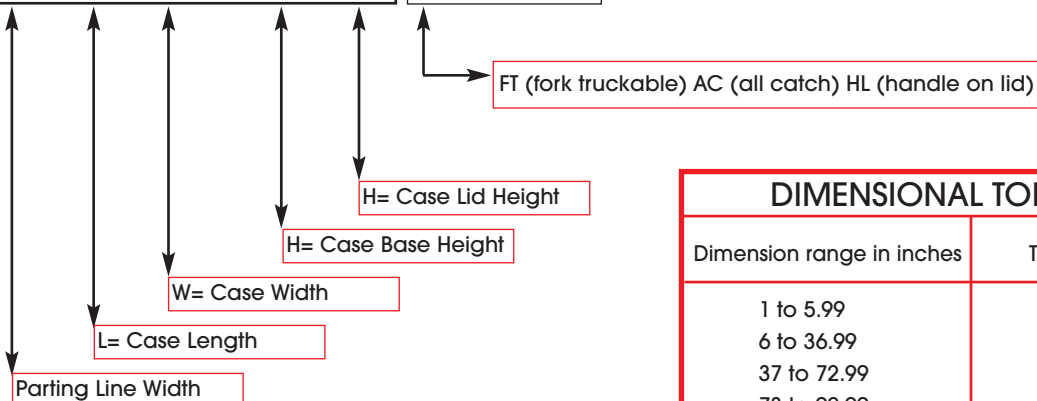 FT (fork truckable) AC (all catch) HL (handle on lid)
H= Case Lid Height
H= Case Base Height
W= Case Width
L= Case Length
Parting Line Width
DIMENSIONAL
Dimension range in inches
1 to 5.99
6 to 36.99
37 to 72.99